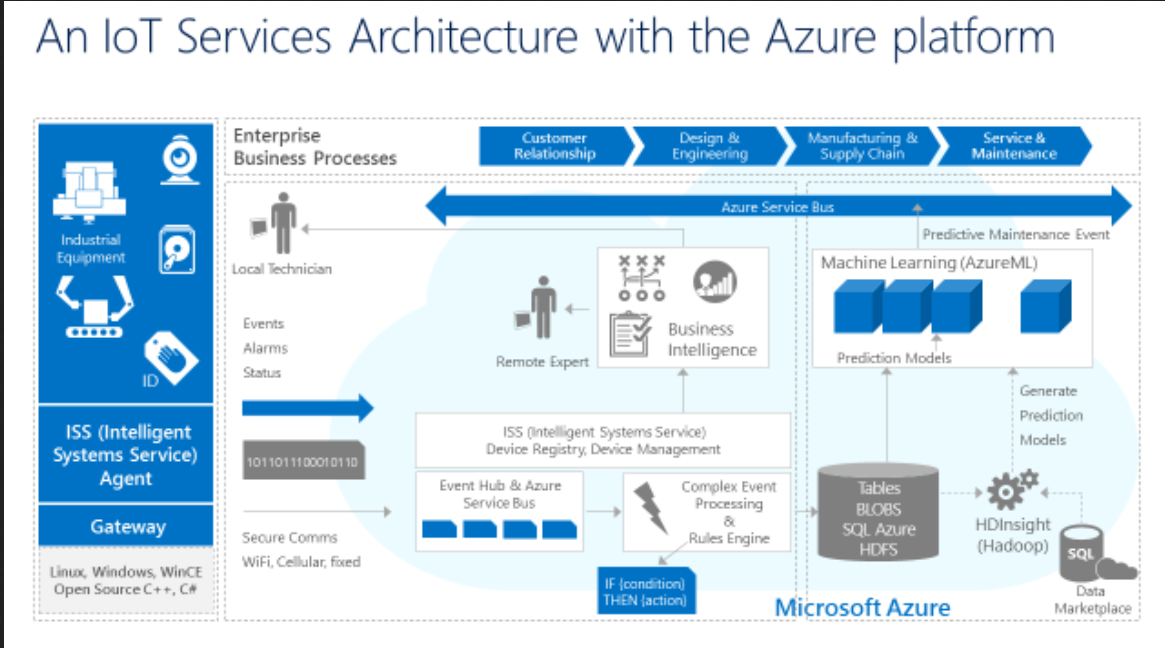 An IoT Services Architecture with the Azure platform
Enterprise
Business Processes
Customer
Relationship
Design &
Engineering
Manufacturing &
Supply Chain
Service &
Maintenance
Industrial
Equipment
ID
ISS (Intelligent
Systems Service)
Agent
Gateway
Linux, Windows, WinCE
Open Source C++, C#
Azure Service Bus
Local Technician
Events
Alarms
Status
1011011100010110
Secure Comms
WiFi, Cellular, fixed
Remote Expert
Business
Intelligence
ISS (Intelligent Systems Service)
Device Registry, Device Management
Event Hub & Azure
Service Bus
Complex Event
Processing
&
Rules Engine
IF {condition}
THEN {action}
Predictive Maintenance Event
Machine Learning (AzureML)
Prediction Models
Generate
Prediction
Models
Tables
BLOBS
SQL Azure
HDFS
HDInsight
(Hadoop)
SQL
Data
Marketplace
Microsoft Azure